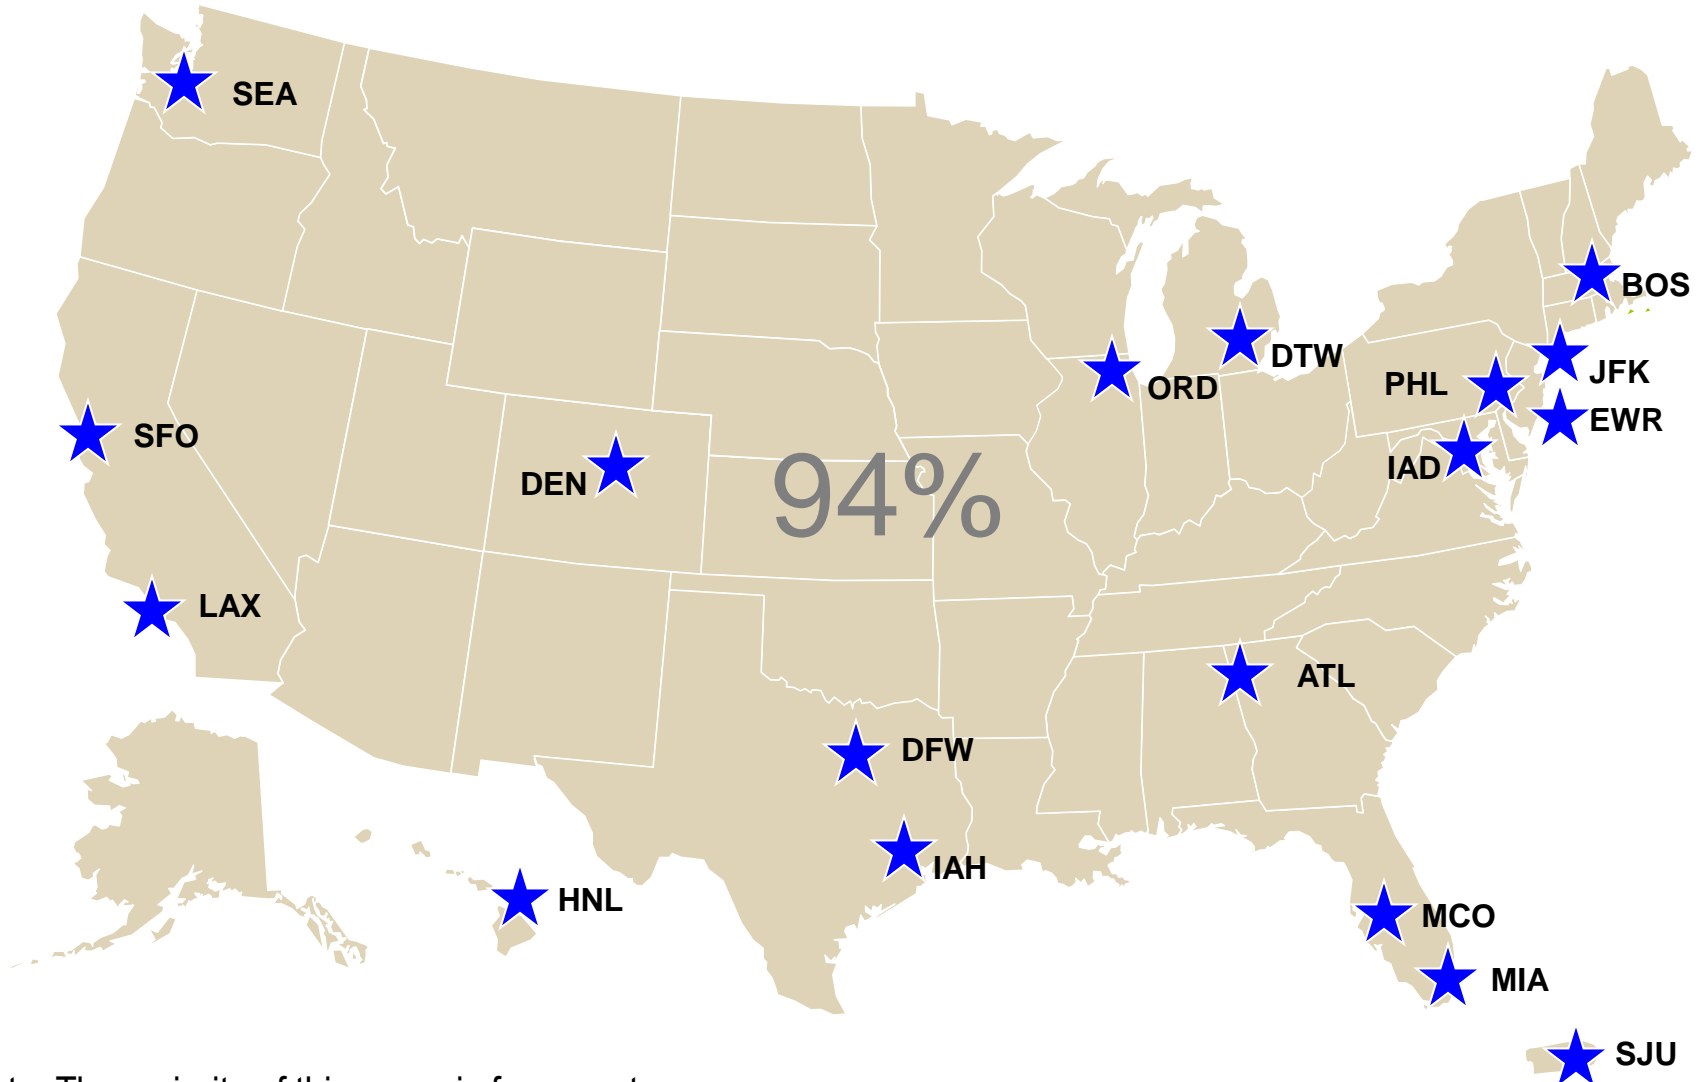 SEA
BOS
DTW
JFK
PHL
ORD
EWR
SFO
IAD
DEN
94%
LAX
ATL
DFW
IAH
HNL
MCO
MIA
SJU